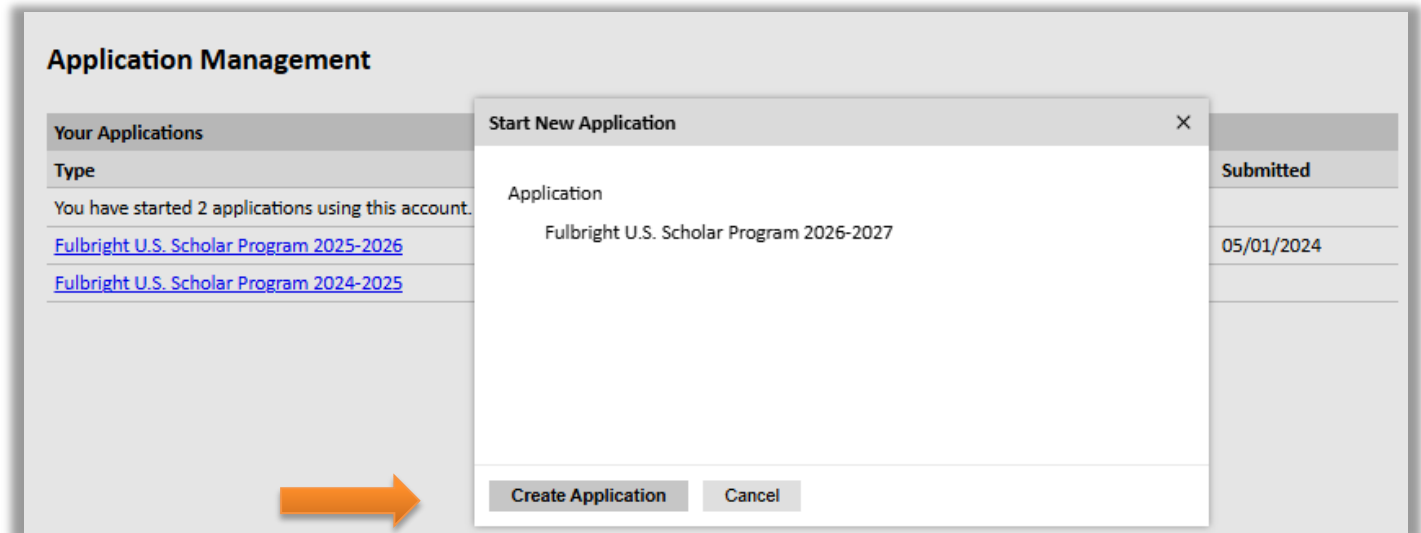 Application Management
Your Applications
Type
Submitted
You have started 2 applications using this account.
Fulbright U.S. Scholar Program 2025-2026
05/01/2024
Fulbright U.S. Scholar Program 2024-2025
Start New Application ×
Application
Fulbright U.S. Scholar Program 2026-2027
Create Application Cancel